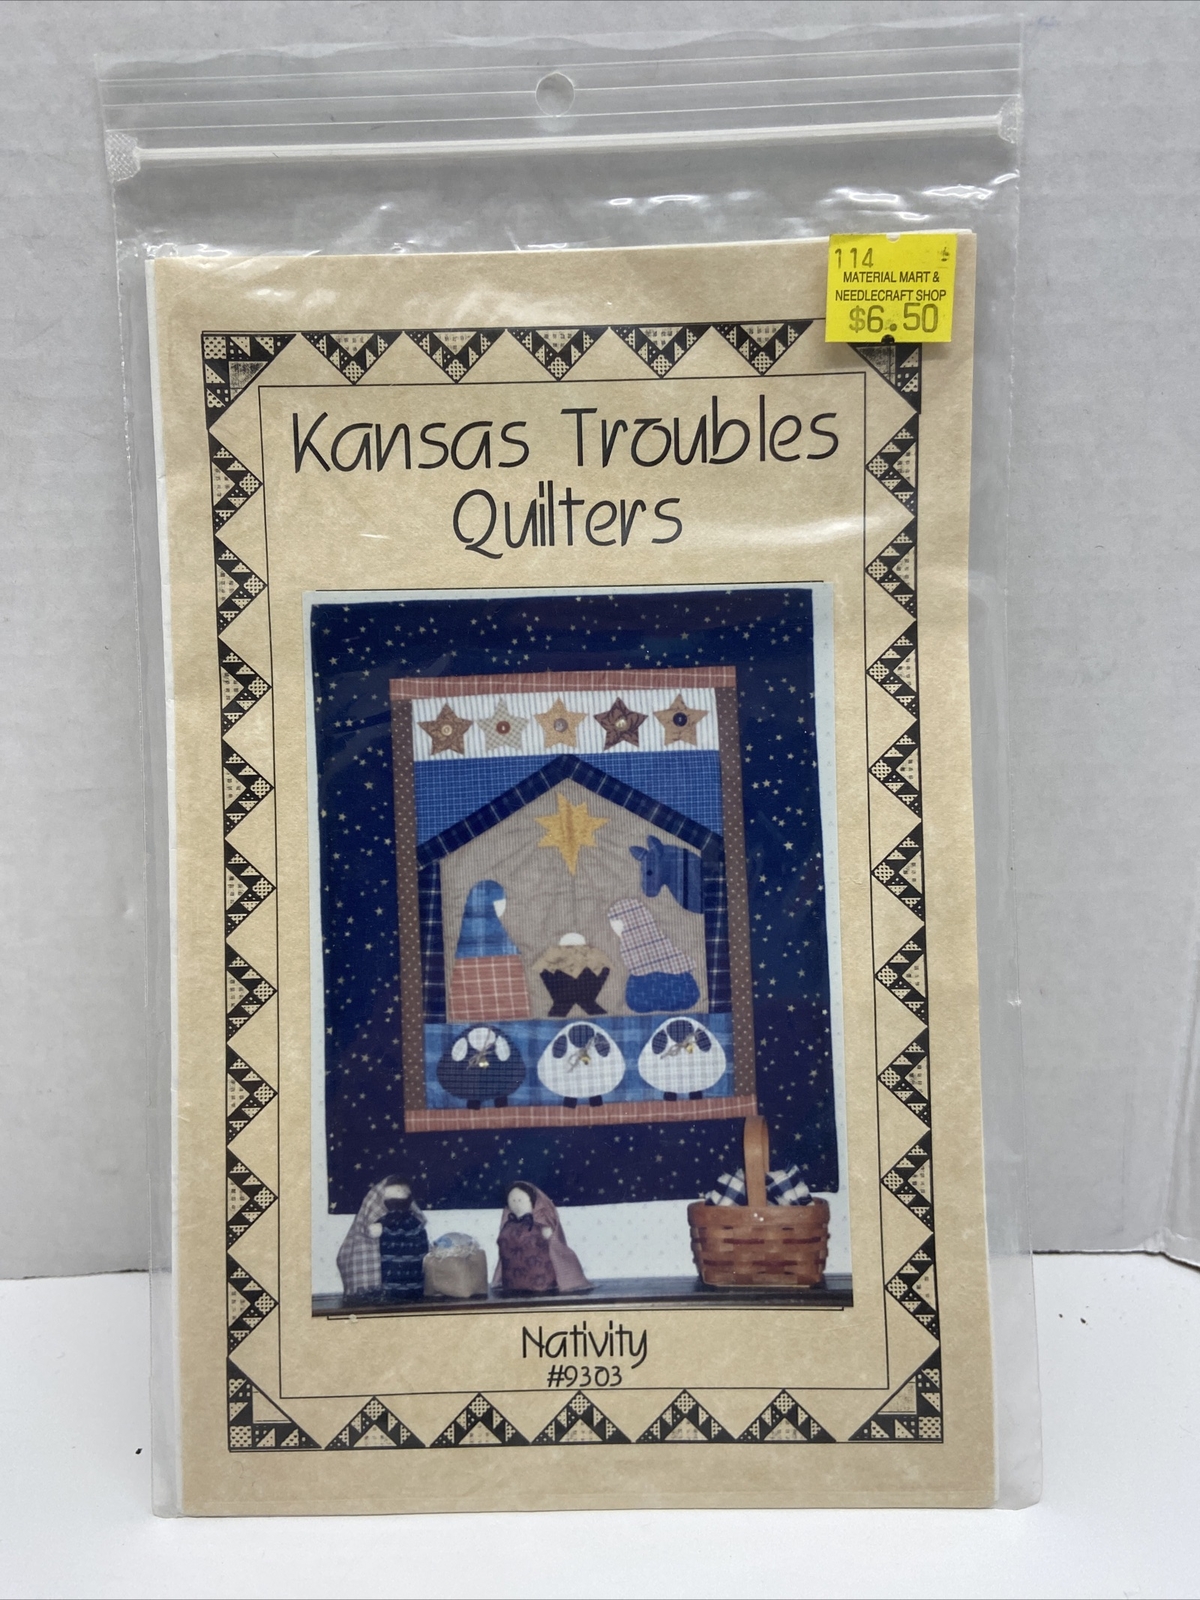 114
MATERIAL MART &
NEEDLECRAFT SHOP
$6.50
Kansas Troubles
Quilters
Nativity
#9303